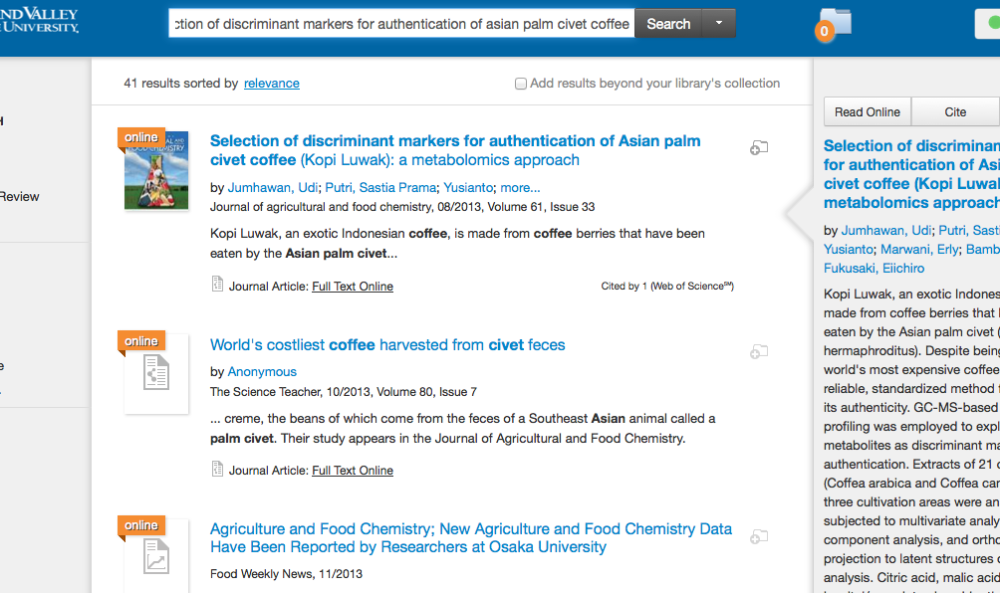 ND VALLEY
UNIVERSITY
ction of discriminant markers for authentication of asian palm civet coffee
Search
0
41 results sorted by relevance
Add results beyond your library's collection
Review
online
Selection of discriminant markers for authentication of Asian palm
civet coffee (Kopi Luwak): a metabolomics approach
by Jumhawan, Udi; Putri, Sastia Prama; Yusianto; more...
Journal of agricultural and food chemistry, 08/2013, Volume 61, Issue 33
Kopi Luwak, an exotic Indonesian coffee, is made from coffee berries that have been
eaten by the Asian palm civet...
Journal Article: Full Text Online
Cited by 1 (Web of Science℠)
online
World's costliest coffee harvested from civet feces
by Anonymous
The Science Teacher, 10/2013, Volume 80, Issue 7
... creme, the beans of which come from the feces of a Southeast Asian animal called a
palm civet. Their study appears in the Journal of Agricultural and Food Chemistry.
Journal Article: Full Text Online
online
Agriculture and Food Chemistry; New Agriculture and Food Chemistry Data
Have Been Reported by Researchers at Osaka University
Food Weekly News, 11/2013
Read Online
Cite
Selection of discriminan
for authentication of Asi
civet coffee (Kopi Luwa
metabolomics approach
by Jumhawan, Udi; Putri, Sasti
Yusianto; Marwani, Erly; Bamb
Fukusaki, Eiichiro
Kopi Luwak, an exotic Indones
made from coffee berries that
eaten by the Asian palm civet (
hermaphroditus). Despite being
world's most expensive coffee
reliable, standardized method f
its authenticity. GC-MS-based
profiling was employed to expl
metabolites as discriminant ma
authentication. Extracts of 21 c
(Coffea arabica and Coffea can
three cultivation areas were an
subjected to multivariate analy
component analysis, and ortho
projection to latent structures
analysis. Citric acid, malic acid